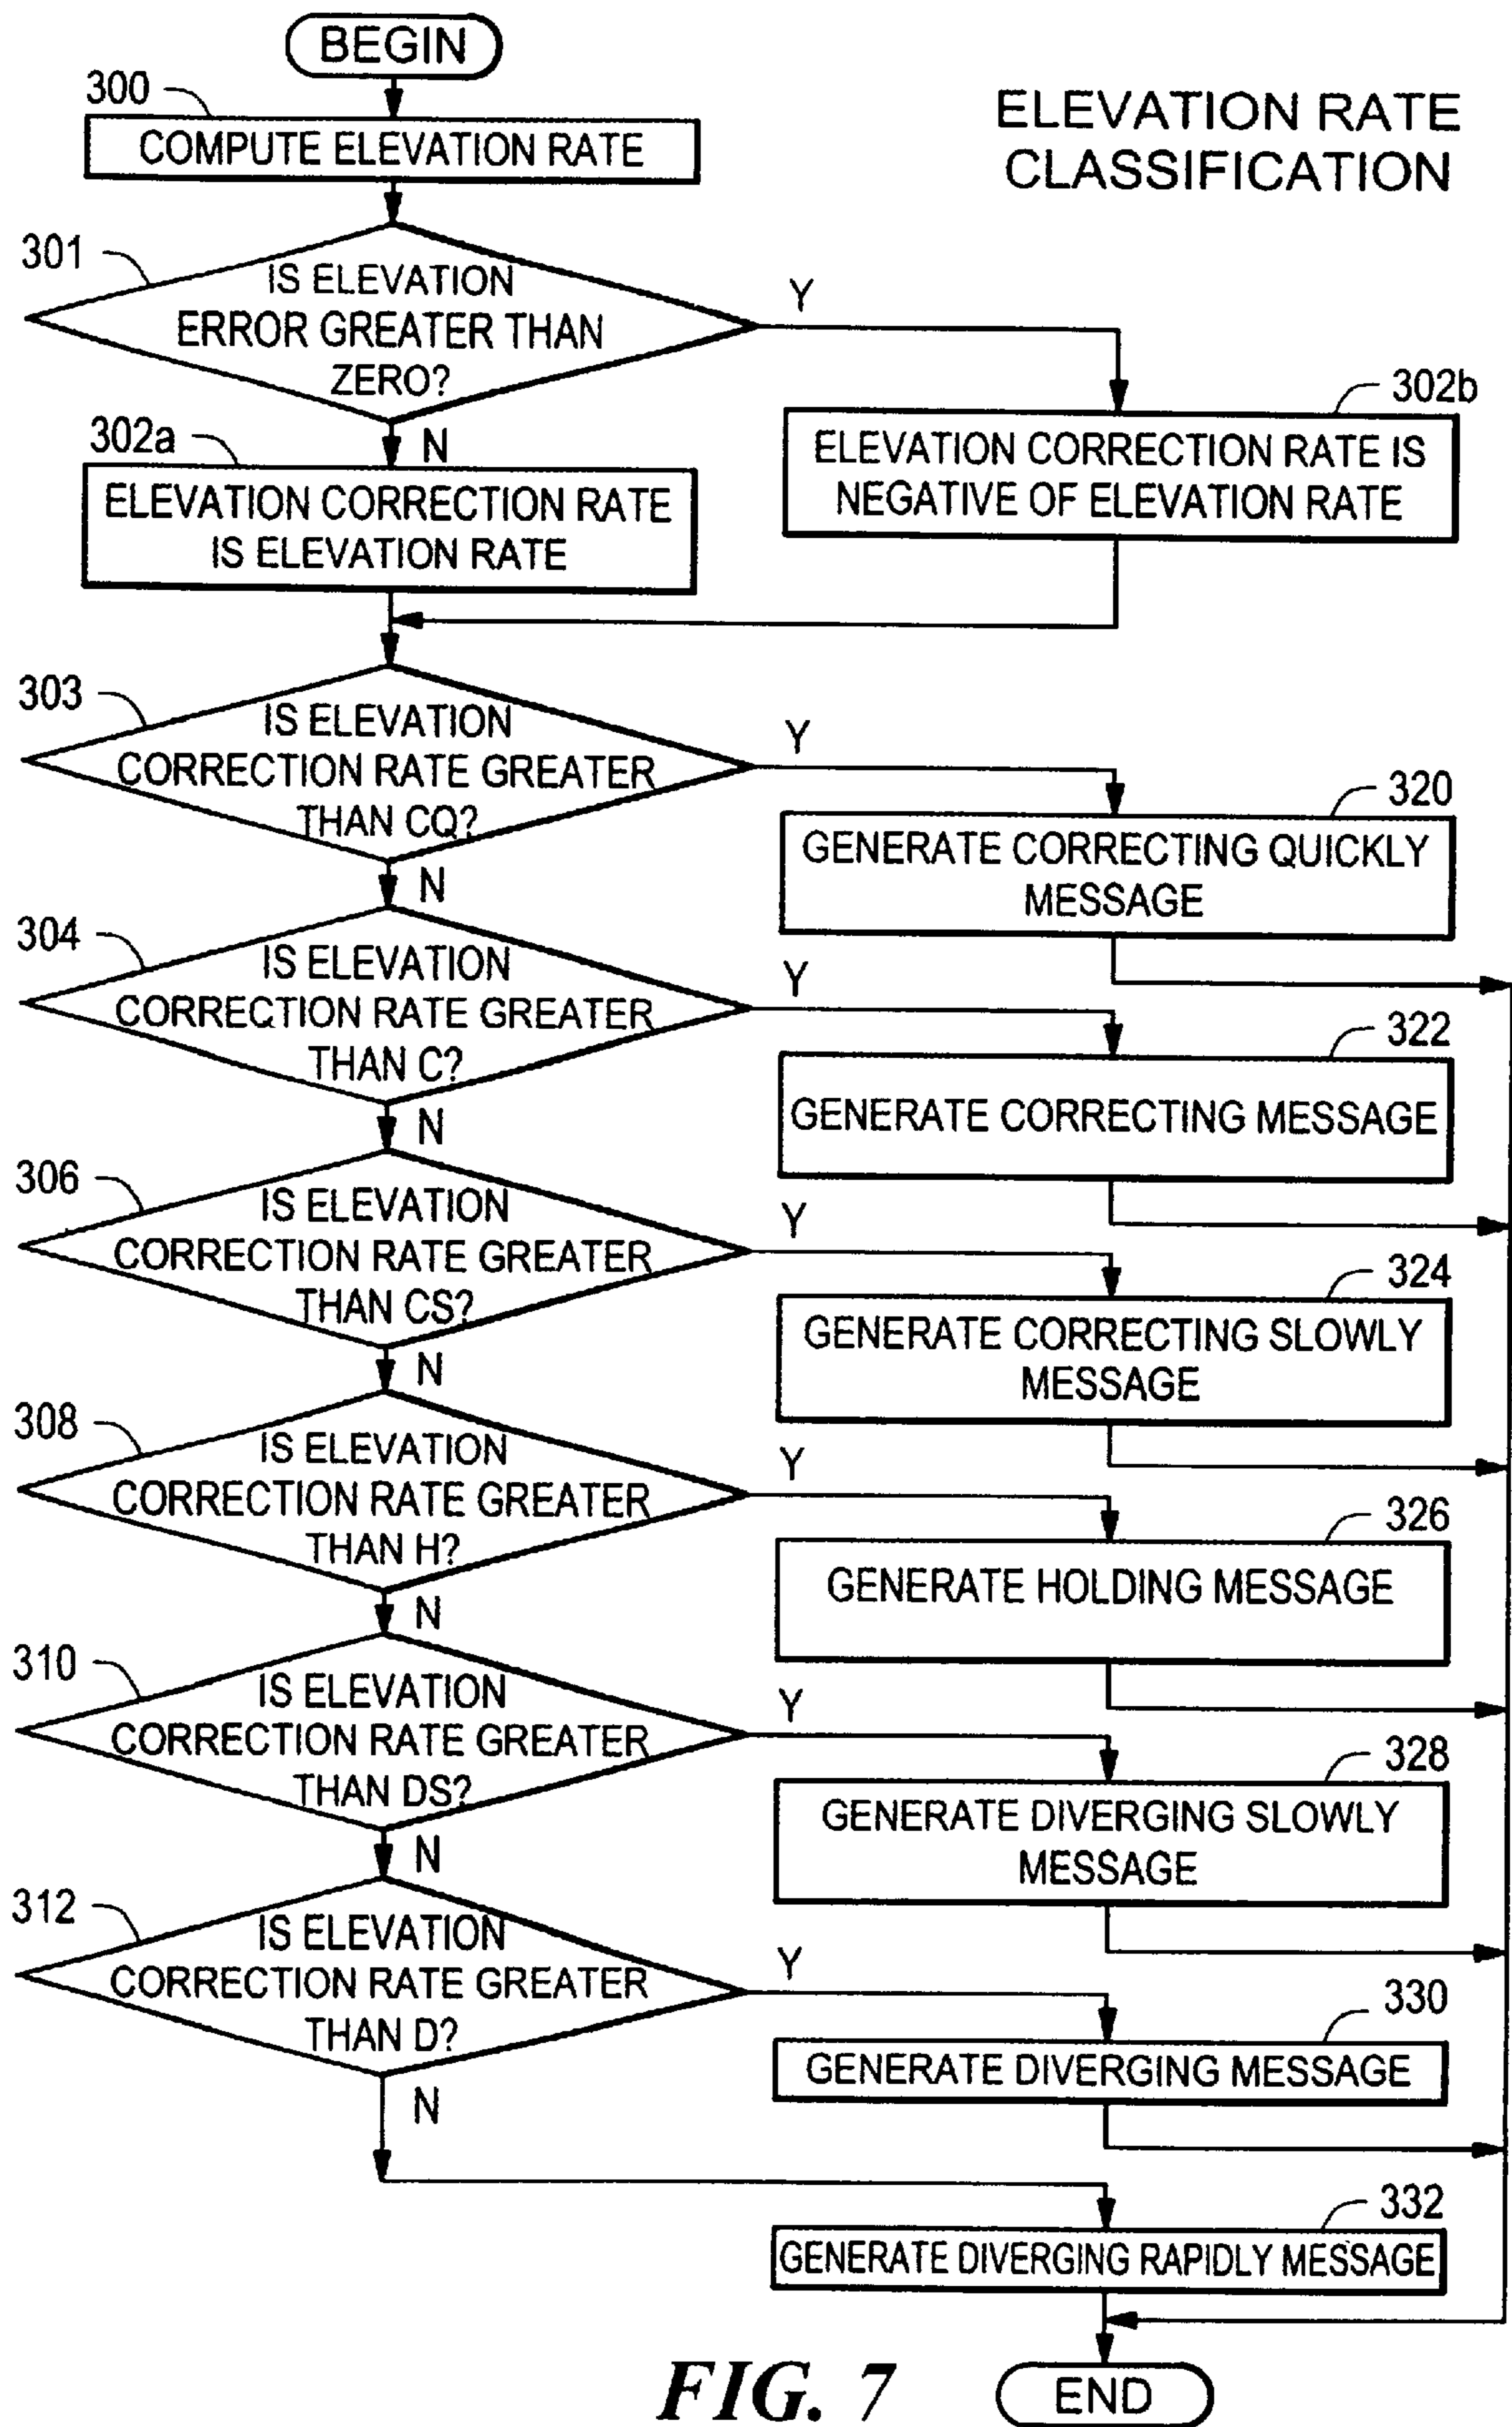 BEGIN
ELEVATION RATE
CLASSIFICATION
300
COMPUTE ELEVATION RATE
301
IS ELEVATION
ERROR GREATER THAN
ZERO?
Y
N
302a
ELEVATION CORRECTION RATE
IS ELEVATION RATE
302b
ELEVATION CORRECTION RATE IS
NEGATIVE OF ELEVATION RATE
303
IS ELEVATION
CORRECTION RATE GREATER
THAN CQ?
Y
N
320
GENERATE CORRECTING QUICKLY
MESSAGE
304
IS ELEVATION
CORRECTION RATE GREATER
THAN C?
Y
N
322
GENERATE CORRECTING MESSAGE
306
IS ELEVATION
CORRECTION RATE GREATER
THAN CS?
Y
N
324
GENERATE CORRECTING SLOWLY
MESSAGE
308
IS ELEVATION
CORRECTION RATE GREATER
THAN H?
Y
N
326
GENERATE HOLDING MESSAGE
310
IS ELEVATION
CORRECTION RATE GREATER
THAN DS?
Y
N
328
GENERATE DIVERGING SLOWLY
MESSAGE
312
IS ELEVATION
CORRECTION RATE GREATER
THAN D?
Y
N
330
GENERATE DIVERGING MESSAGE
332
GENERATE DIVERGING RAPIDLY MESSAGE
END
FIG. 7